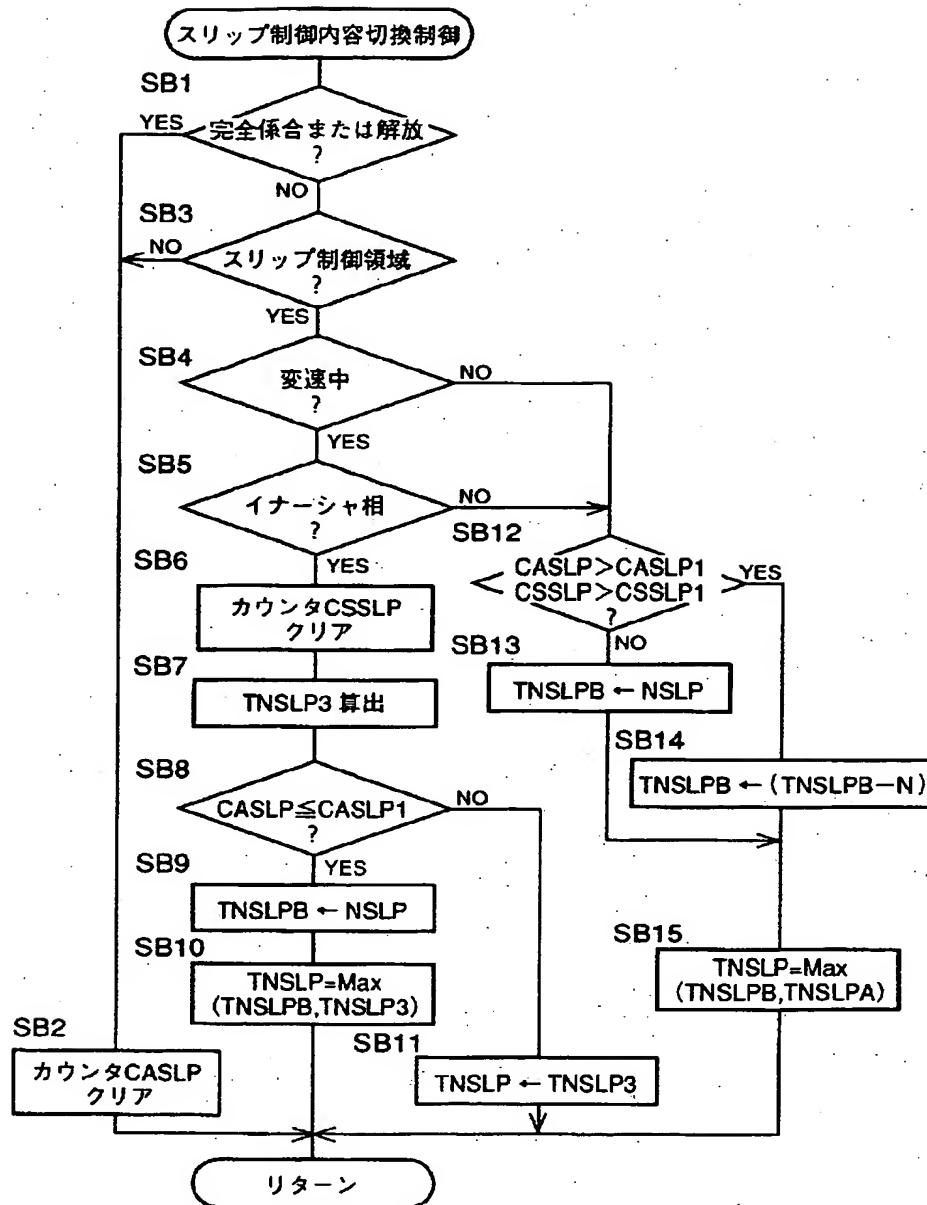 スリップ制御内容切換制御
SB1
YES
完全係合または解放
?
NO
SB3
NO
スリップ制御領域
?
YES
SB4
変速中
?
NO
YES
SB5
イナーシャ相
?
NO
YES
SB6
カウンタCSSLP
クリア
SB7
TNSLP3 算出
SB8
CASLP≦CASLP1
?
NO
YES
SB9
TNSLPB ← NSLP
SB10
TNSLP=Max
(TNSLPB,TNSLP3)
SB11
TNSLP ← TNSLP3
SB12
CASLP>CASLP1
CSSLP>CSSLP1
?
YES
NO
SB13
TNSLPB ← NSLP
SB14
TNSLPB ← (TNSLPB−N)
SB15
TNSLP=Max
(TNSLPB,TNSLPA)
SB2
カウンタCASLP
クリア
リターン